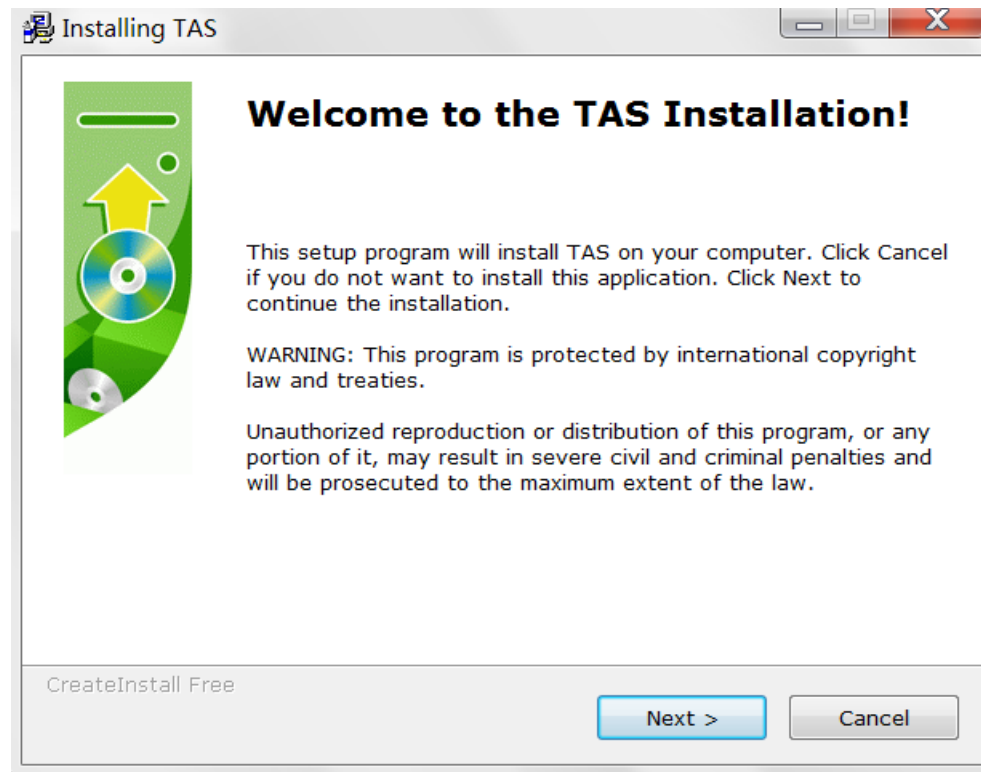 Installing TAS
Welcome to the TAS Installation!
This setup program will install TAS on your computer. Click Cancel
if you do not want to install this application. Click Next to
continue the installation.
WARNING: This program is protected by international copyright
law and treaties.
Unauthorized reproduction or distribution of this program, or any
portion of it, may result in severe civil and criminal penalties and
will be prosecuted to the maximum extent of the law.
CreateInstall Free
Next >
Cancel